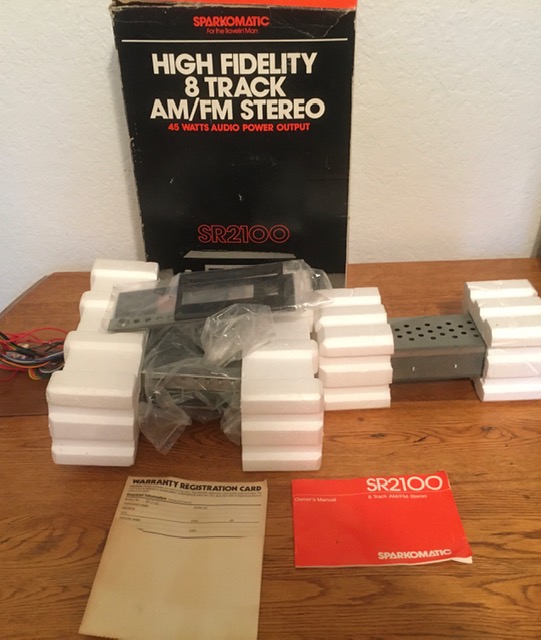 SPARKOMATIC
For the Travelin' Man
HIGH FIDELITY
8 TRACK
AM/FM STEREO
45 WATTS AUDIO POWER OUTPUT
SR2100
WARRANTY REGISTRATION CARD
SR2100
Owner's Manual
8 Track AM/FM Stereo
SPARKOMATIC